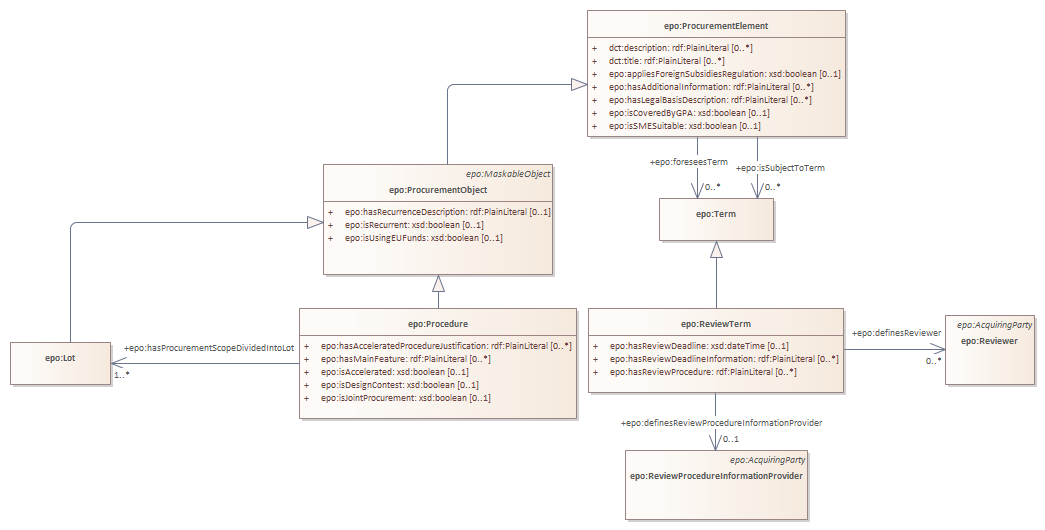 epo:ProcurementElement
+ dct:description: rdf:PlainLiteral [0..*]
+ dct:title: rdf:PlainLiteral [0..*]
+ epo:appliesForeignSubsidiesRegulation: xsd:boolean [0..1]
+ epo:hasAdditionalInformation: rdf:PlainLiteral [0..*]
+ epo:hasLegalBasisDescription: rdf:PlainLiteral [0..*]
+ epo:isCoveredByGPA: xsd:boolean [0..1]
+ epo:isSMESuitable: xsd:boolean [0..1]
+epo:foreseesTerm
0..*
+epo:isSubjectToTerm
0..*
epo:MaskableObject
epo:ProcurementObject
+ epo:hasRecurrenceDescription: rdf:PlainLiteral [0..1]
+ epo:isRecurrent: xsd:boolean [0..1]
+ epo:isUsingEUFunds: xsd:boolean [0..1]
epo:Term
epo:Procedure
+ epo:hasAcceleratedProcedureJustification: rdf:PlainLiteral [0..*]
+ epo:hasMainFeature: rdf:PlainLiteral [0..*]
+ epo:isAccelerated: xsd:boolean [0..1]
+ epo:isDesignContest: xsd:boolean [0..1]
+ epo:isJointProcurement: xsd:boolean [0..1]
epo:ReviewTerm
+ epo:hasReviewDeadline: xsd:dateTime [0..1]
+ epo:hasReviewDeadlineInformation: rdf:PlainLiteral [0..*]
+ epo:hasReviewProcedure: rdf:PlainLiteral [0..*]
+epo:definesReviewer
0..*
epo:AcquiringParty
epo:Reviewer
epo:Lot
+epo:hasProcurementScopeDividedIntoLot
1..*
+epo:definesReviewProcedureInformationProvider
0..1
epo:AcquiringParty
epo:ReviewProcedureInformationProvider